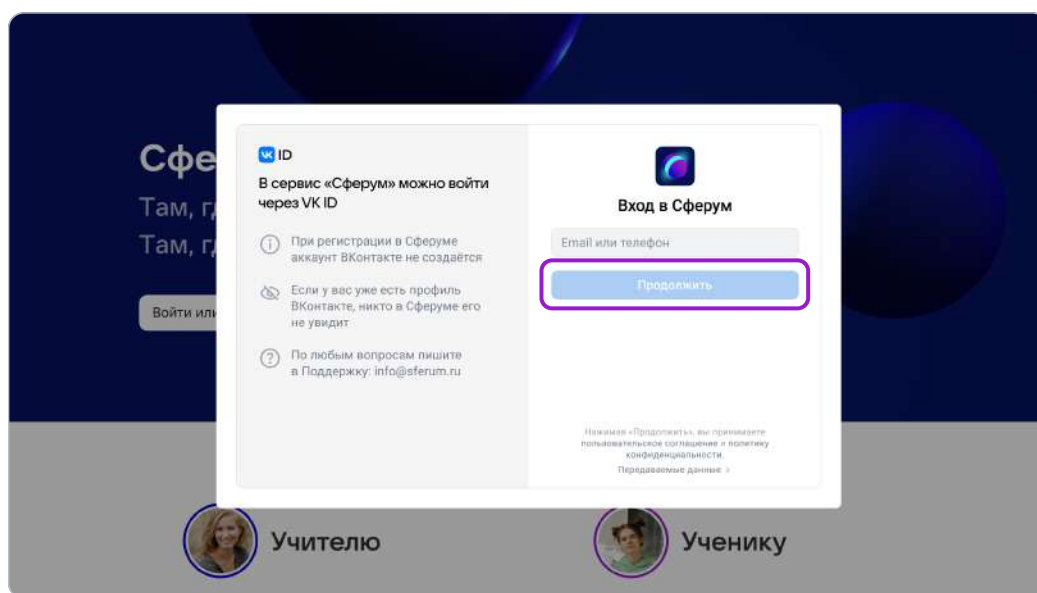 Сфе
Там, г
Там, г
Войти или
VK ID
В сервис «Сферум» можно войти
через VK ID
При регистрации в Сферуме
аккаунт ВКонтакте не создаётся
Если у вас уже есть профиль
ВКонтакте, никто в Сферуме его
не увидит
По любым вопросам пишите
в Поддержку: info@sferum.ru
Вход в Сферум
Email или телефон
Продолжить
Нажимая «Продолжить», вы принимаете
пользовательское соглашение и политику
конфиденциальности
Передаваемые данные >
Учителю
Ученику